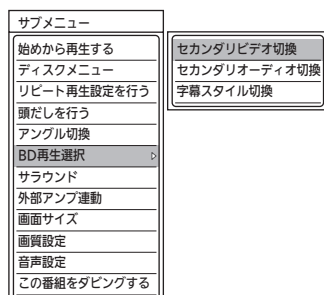 サブメニュー
始めから再生する
ディスクメニュー
リピート再生設定を行う
頭だしを行う
アングル切換
BD再生選択
サラウンド
外部アンプ連動
画面サイズ
画質設定
音声設定
この番組をダビングする
セカンダリビデオ切換
セカンダリオーディオ切換
字幕スタイル切換